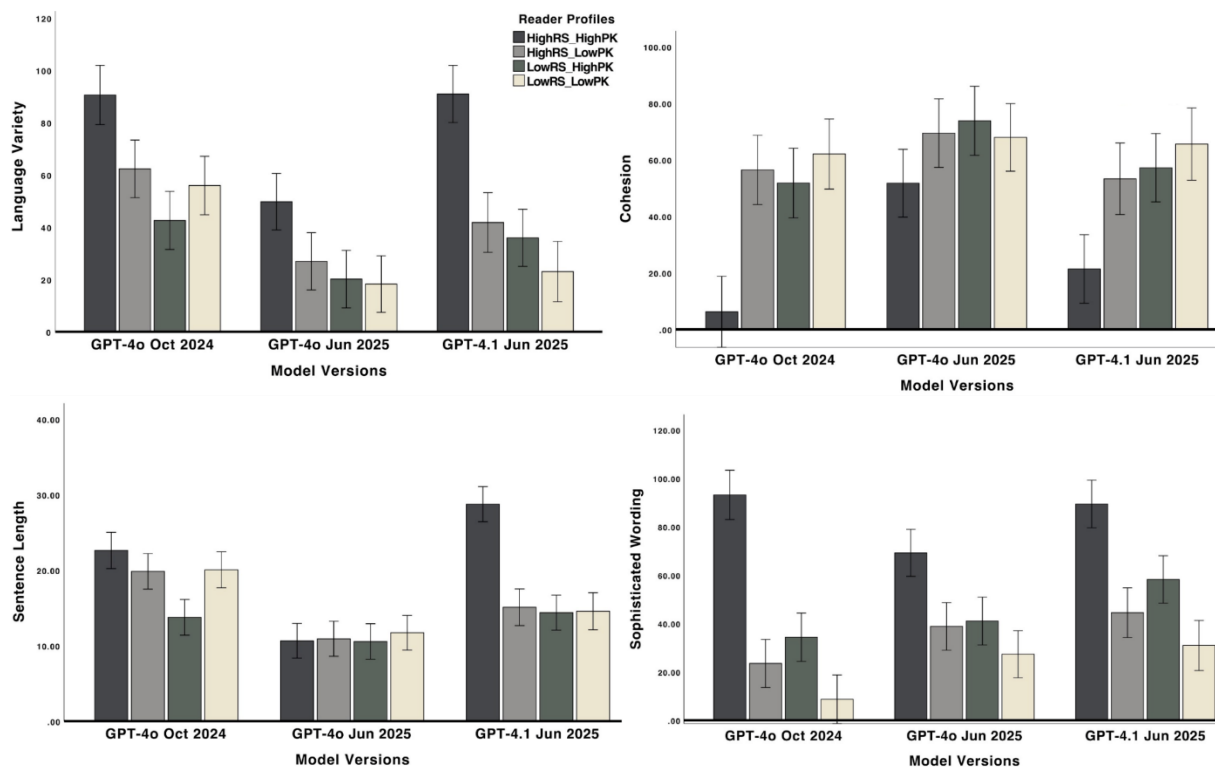 Language Variety
120
100
80
60
40
20
0
Reader Profiles
HighRS_HighPK
HighRS_LowPK
LowRS_HighPK
LowRS_LowPK
GPT-4o Oct 2024 GPT-4o Jun 2025 GPT-4.1 Jun 2025
Model Versions
Cohesion
100.00
80.00
60.00
40.00
20.00
.00
GPT-4o Oct 2024 GPT-4o Jun 2025 GPT-4.1 Jun 2025
Model Versions
Sentence Length
40.00
30.00
20.00
10.00
.00
GPT-4o Oct 2024 GPT-4o Jun 2025 GPT-4.1 Jun 2025
Model Versions
Sophisticated Wording
120.00
100.00
80.00
60.00
40.00
20.00
.00
GPT-4o Oct 2024 GPT-4o Jun 2025 GPT-4.1 Jun 2025
Model Versions